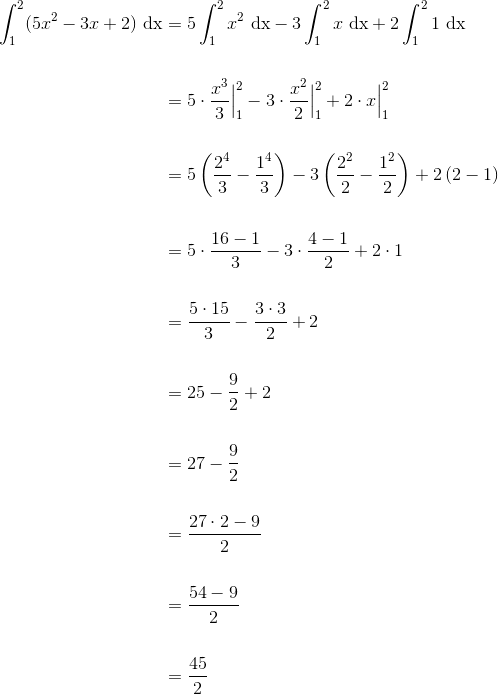 ∫₁² (5x² − 3x + 2) dx = 5 ∫₁² x² dx − 3 ∫₁² x dx + 2 ∫₁² 1 dx
= 5 · x³/3 |₁² − 3 · x²/2 |₁² + 2 · x |₁²
= 5 (2⁴/3 − 1⁴/3) − 3 (2²/2 − 1²/2) + 2 (2 − 1)
= 5 · (16 − 1)/3 − 3 · (4 − 1)/2 + 2 · 1
= (5 · 15)/3 − (3 · 3)/2 + 2
= 25 − 9/2 + 2
= 27 − 9/2
= (27 · 2 − 9)/2
= (54 − 9)/2
= 45/2